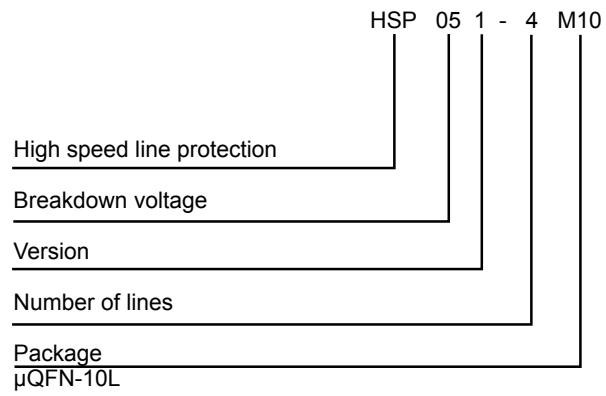 HSP 05 1 - 4 M10
High speed line protection
Breakdown voltage
Version
Number of lines
Package
µQFN-10L